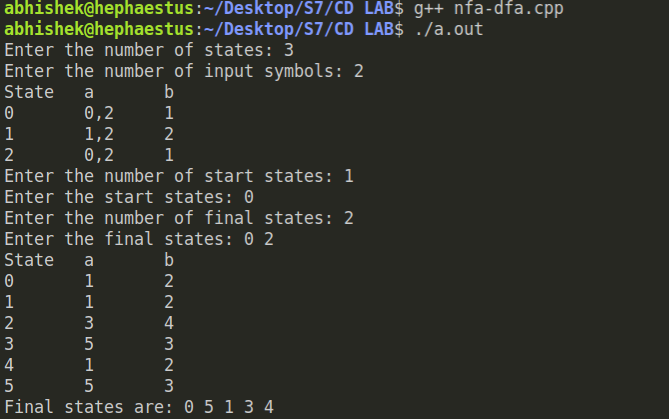 abhishek@hephaestus:~/Desktop/S7/CD LAB$ g++ nfa-dfa.cpp
abhishek@hephaestus:~/Desktop/S7/CD LAB$ ./a.out
Enter the number of states: 3
Enter the number of input symbols: 2
State a b
0 0,2 1
1 1,2 2
2 0,2 1
Enter the number of start states: 1
Enter the start states: 0
Enter the number of final states: 2
Enter the final states: 0 2
State a b
0 1 2
1 1 2
2 3 4
3 5 3
4 1 2
5 5 3
Final states are: 0 5 1 3 4